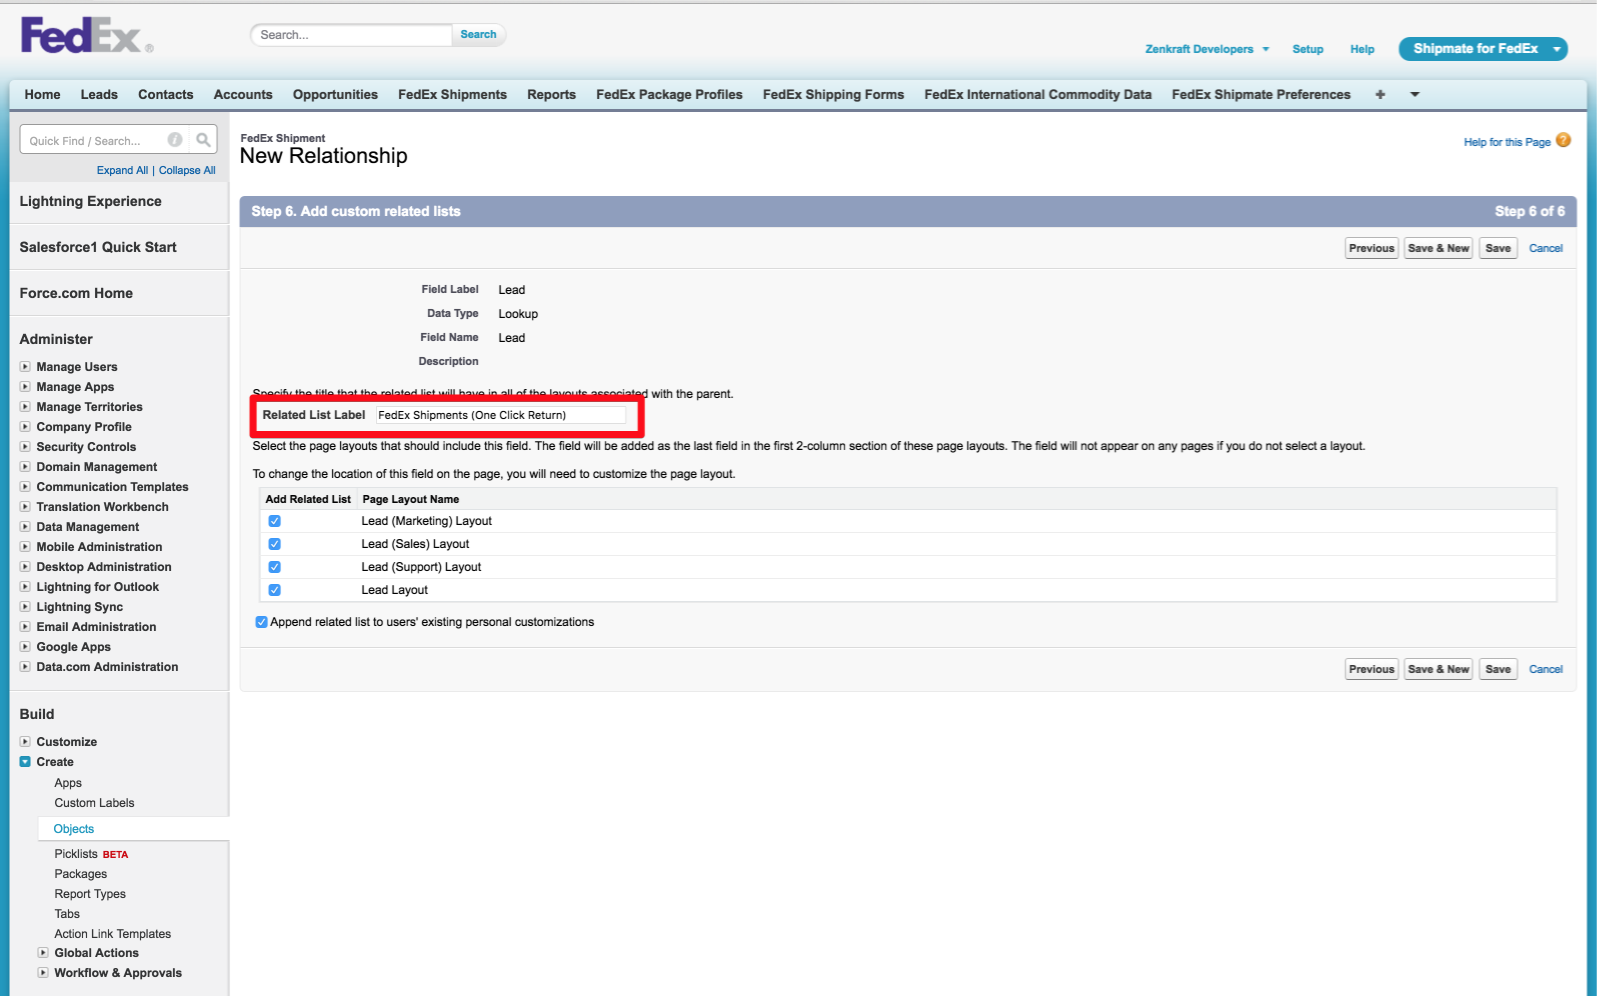 FedEx®
Search...
Search
Zenkraft Developers
Setup
Help
Shipmate for FedEx
Home
Leads
Contacts
Accounts
Opportunities
FedEx Shipments
Reports
FedEx Package Profiles
FedEx Shipping Forms
FedEx International Commodity Data
FedEx Shipmate Preferences
+
Quick Find / Search...
i
Expand All | Collapse All
Lightning Experience
Salesforce1 Quick Start
Force.com Home
Administer
Manage Users
Manage Apps
Manage Territories
Company Profile
Security Controls
Domain Management
Communication Templates
Translation Workbench
Data Management
Mobile Administration
Desktop Administration
Lightning for Outlook
Lightning Sync
Email Administration
Google Apps
Data.com Administration
Build
Customize
Create
Apps
Custom Labels
Objects
Picklists BETA
Packages
Report Types
Tabs
Action Link Templates
Global Actions
Workflow & Approvals
FedEx Shipment
New Relationship
Help for this Page ?
Step 6. Add custom related lists
Step 6 of 6
Previous
Save & New
Save
Cancel
Field Label Lead
Data Type Lookup
Field Name Lead
Description
Specify the title that the related list will have in all of the layouts associated with the parent.
Related List Label FedEx Shipments (One Click Return)
Select the page layouts that should include this field. The field will be added as the last field in the first 2-column section of these page layouts. The field will not appear on any pages if you do not select a layout.
To change the location of this field on the page, you will need to customize the page layout.
Add Related List Page Layout Name
Lead (Marketing) Layout
Lead (Sales) Layout
Lead (Support) Layout
Lead Layout
Append related list to users' existing personal customizations
Previous
Save & New
Save
Cancel